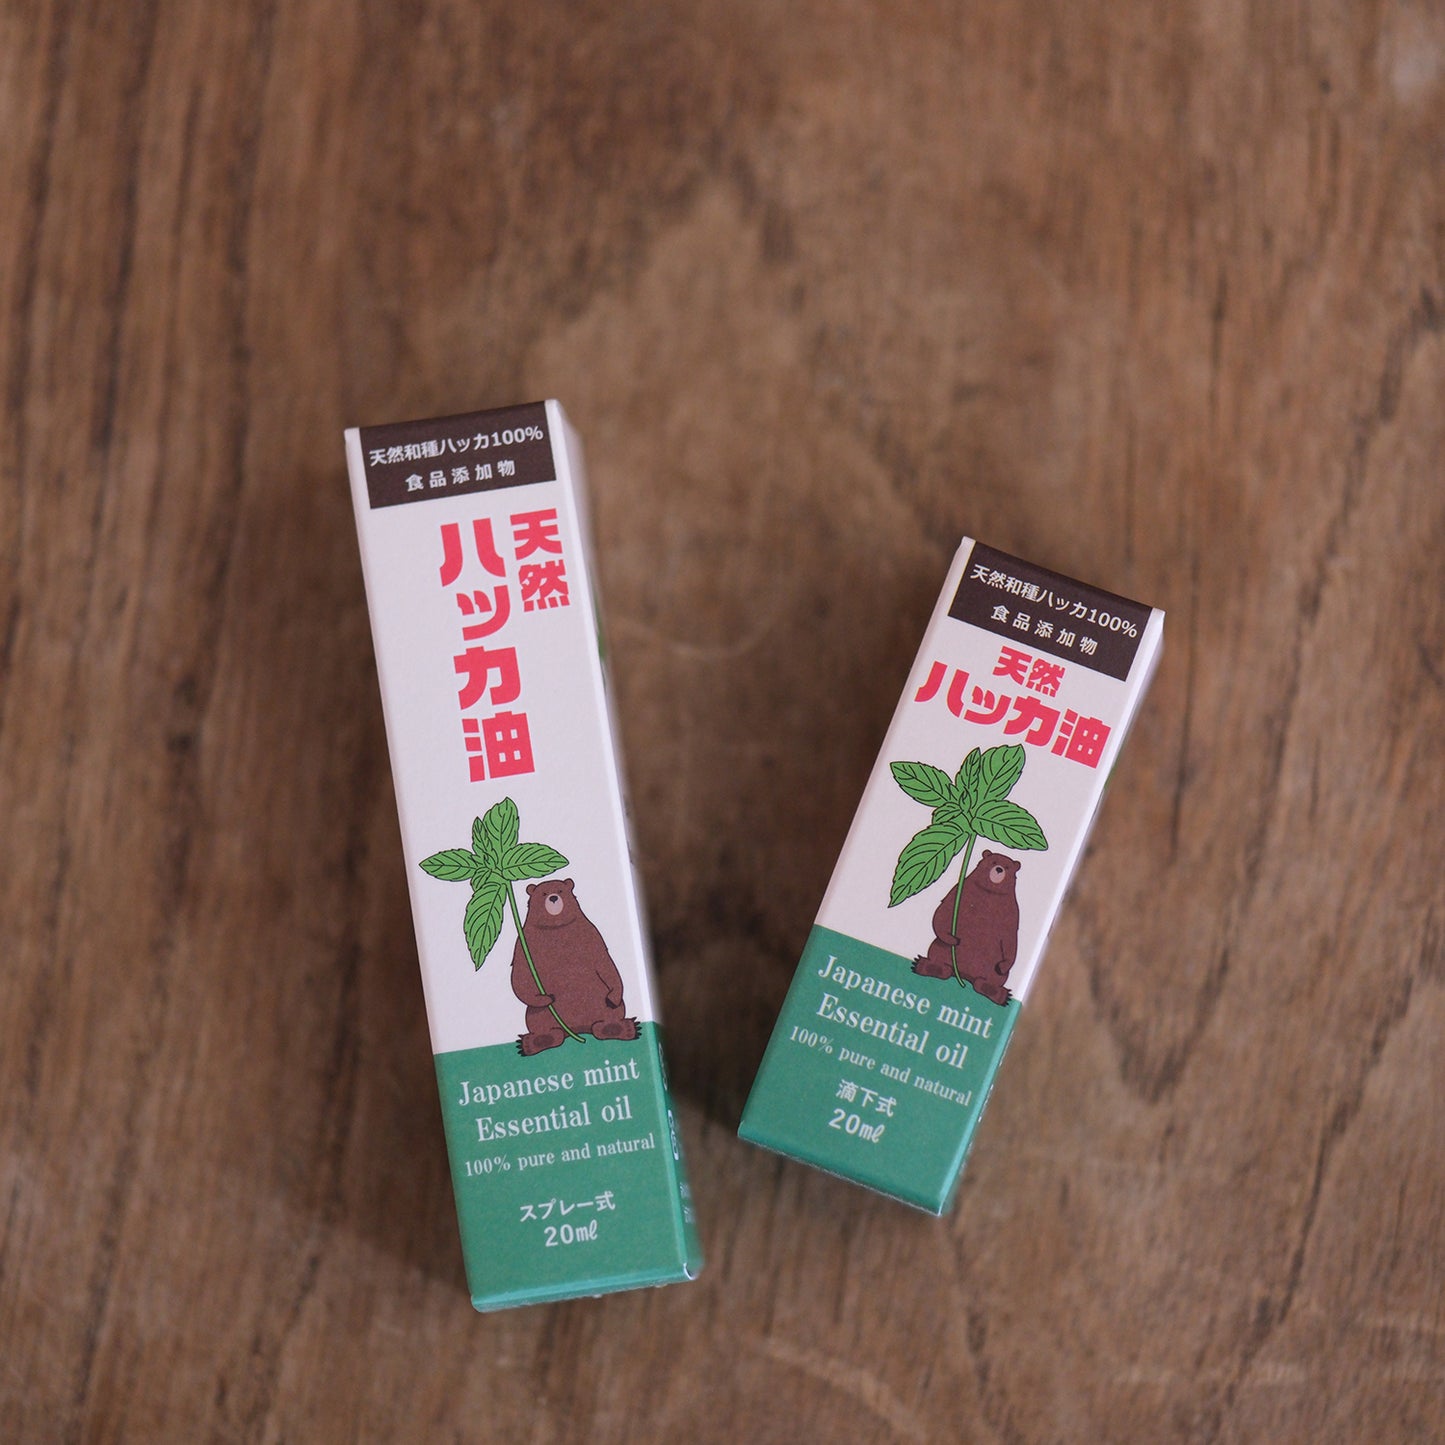 天然和種ハッカ100%
食品添加物
天然
ハッカ油
Japanese mint
Essential oil
100% pure and natural
スプレー式
20mℓ
天然和種ハッカ100%
食品添加物
天然
ハッカ油
Japanese mint
Essential oil
100% pure and natural
滴下式
20mℓ